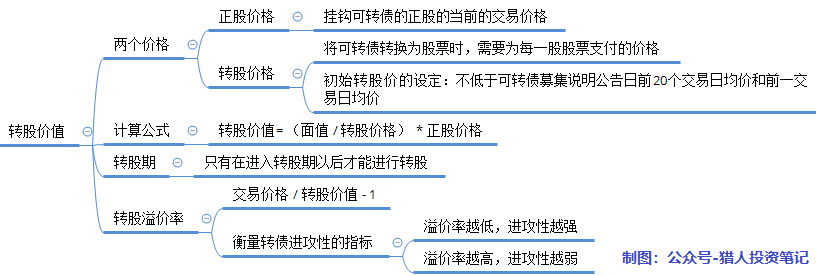 转股价值
两个价格
正股价格
挂钩可转债的正股的当前的交易价格
转股价格
将可转债转换为股票时，需要为每一股股票支付的价格
初始转股价的设定：不低于可转债募集说明公告日前20个交易日均价和前一交
易日均价
计算公式
转股价值=（面值 / 转股价格）* 正股价格
转股期
只有在进入转股期以后才能进行转股
转股溢价率
交易价格 / 转股价值 - 1
衡量转债进攻性的指标
溢价率越低，进攻性越强
溢价率越高，进攻性越弱
制图：公众号-猎人投资笔记